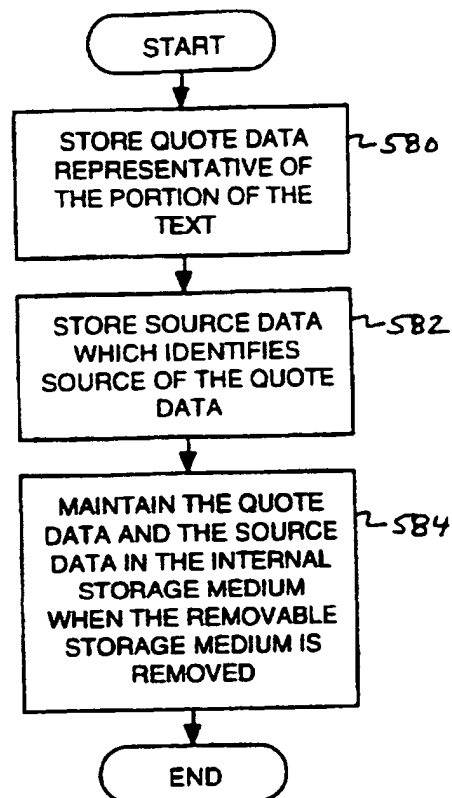 START
STORE QUOTE DATA
REPRESENTATIVE OF
THE PORTION OF THE
TEXT
580
STORE SOURCE DATA
WHICH IDENTIFIES
SOURCE OF THE QUOTE
DATA
582
MAINTAIN THE QUOTE
DATA AND THE SOURCE
DATA IN THE INTERNAL
STORAGE MEDIUM
WHEN THE REMOVABLE
STORAGE MEDIUM IS
REMOVED
584
END